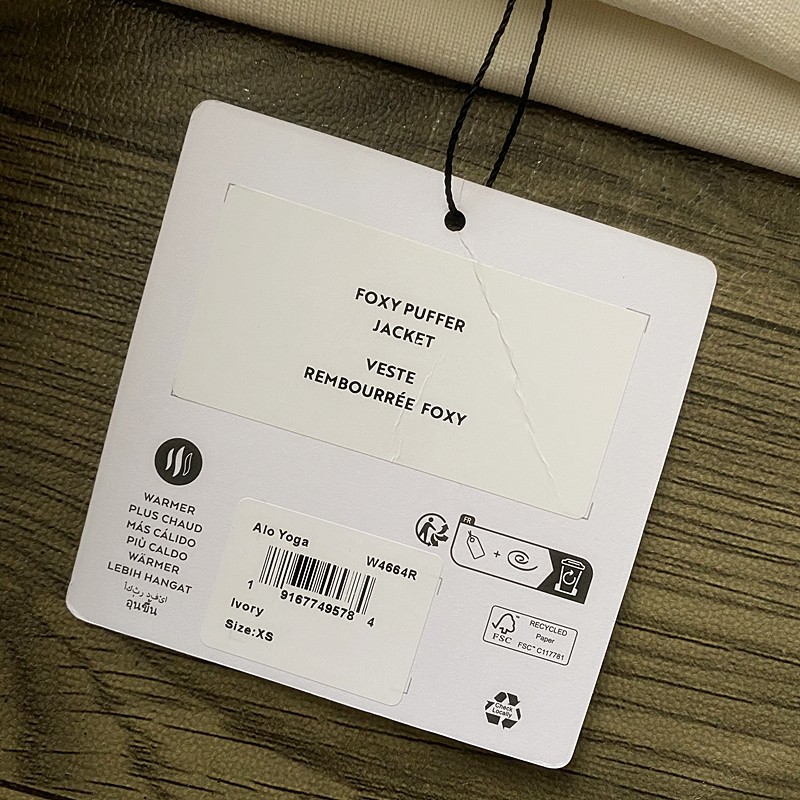 FOXY PUFFER
JACKET
VESTE
REMBOURRÉE FOXY
WARMER
PLUS CHAUD
MÁS CÁLIDO
PIÙ CALDO
WÄRMER
LEBIH HANGAT
อุ่นขึ้น
Alo Yoga
W4664R
1 9167749578 4
Ivory
Size:XS
FR
+
FSC
RECYCLED
Paper
FSC™ C117781
Check
Locally